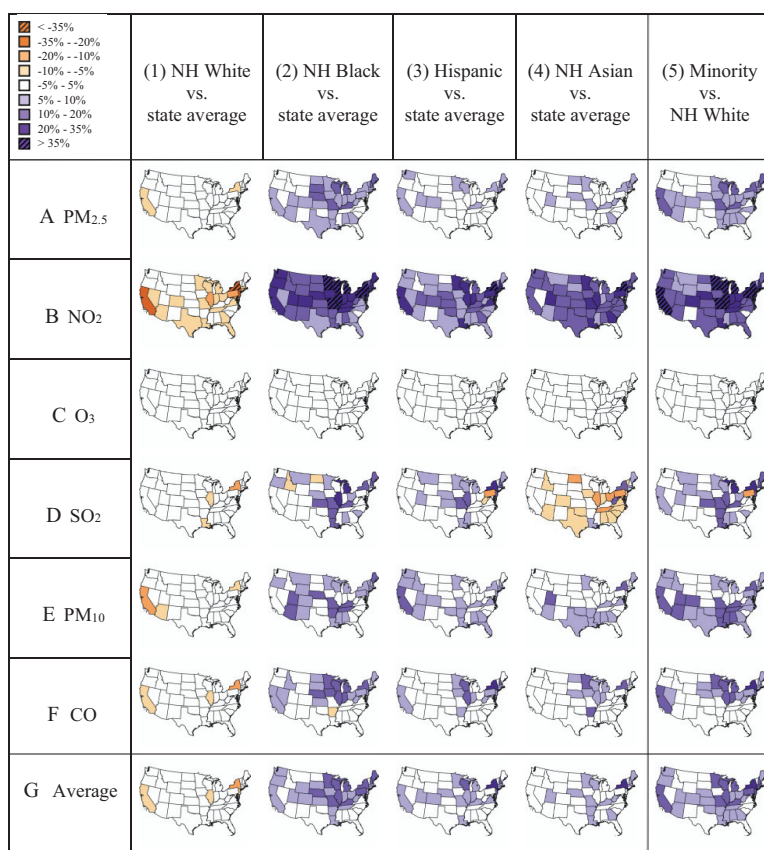 < -35%
-35% - -20%
-20% - -10%
-10% - -5%
-5% - 5%
5% - 10%
10% - 20%
20% - 35%
> 35%
(1) NH White
vs.
state average
(2) NH Black
vs.
state average
(3) Hispanic
vs.
state average
(4) NH Asian
vs.
state average
(5) Minority
vs.
NH White
A PM2.5
B NO2
C O3
D SO2
E PM10
F CO
G Average